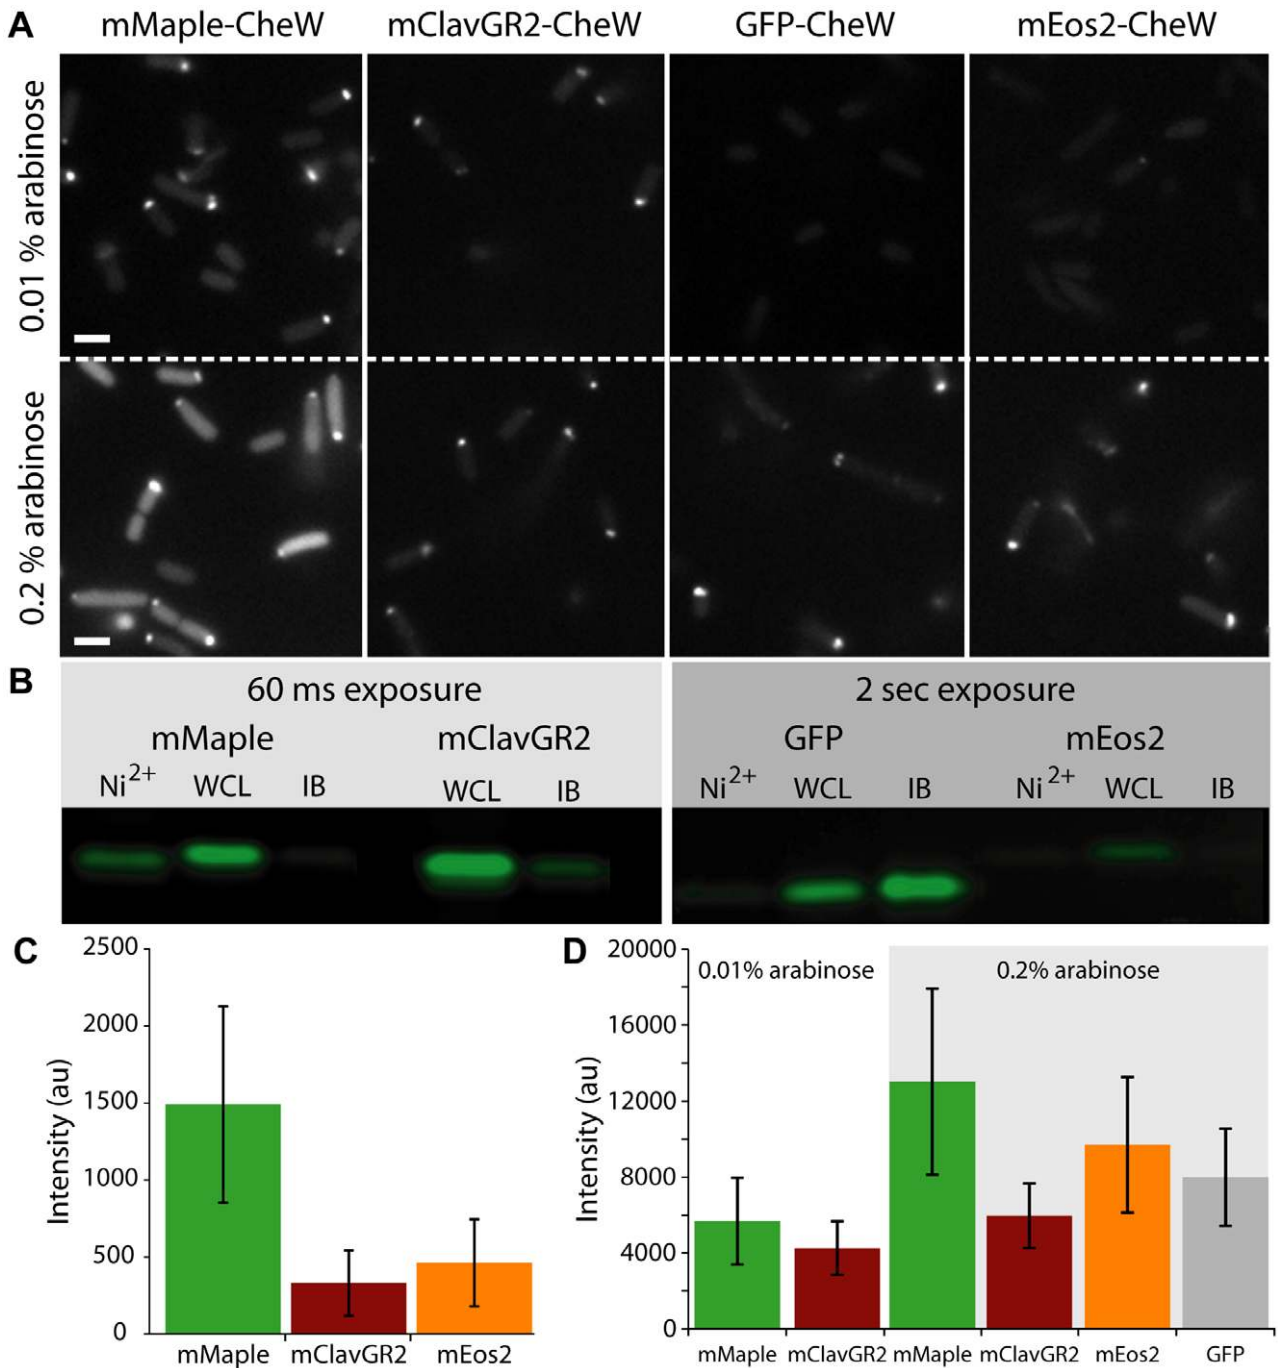 A
mMaple-CheW mClavGR2-CheW GFP-CheW mEos2-CheW
0.01 % arabinose
0.2 % arabinose
B
60 ms exposure 2 sec exposure
mMaple mClavGR2 GFP mEos2
Ni2+ WCL IB WCL IB Ni2+ WCL IB Ni2+ WCL IB
C
2500
2000
1500
1000
500
0
Intensity (au)
mMaple mClavGR2 mEos2
D
20000
16000
12000
8000
4000
0
Intensity (au)
0.01% arabinose 0.2% arabinose
mMaple mClavGR2 mMaple mClavGR2 mEos2 GFP